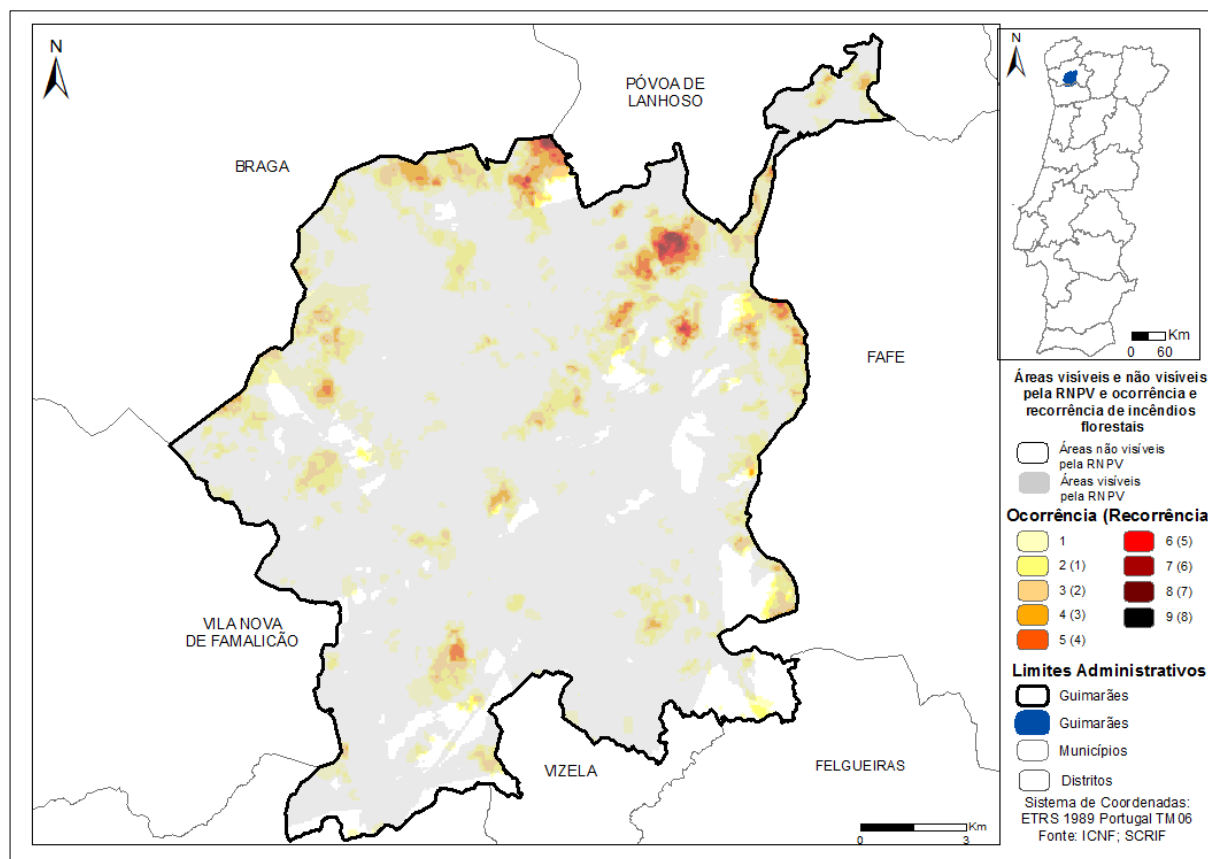 N
PÓVOA DE
LANHOSO
BRAGA
FAFE
VILA NOVA
DE FAMALICÃO
VIZELA
FELGUEIRAS
Km
0 3
N
Km
0 60
Áreas visíveis e não visíveis
pela RNPV e ocorrência e
recorrência de incêndios
florestais
Áreas não visíveis
pela RNPV
Áreas visíveis
pela RNPV
Ocorrência (Recorrência
1
2 (1)
3 (2)
4 (3)
5 (4)
6 (5)
7 (6)
8 (7)
9 (8)
Limites Administrativos
Guimarães
Guimarães
Municípios
Distritos
Sistema de Coordenadas:
ETRS 1989 Portugal TM06
Fonte: ICNF; SCRIF